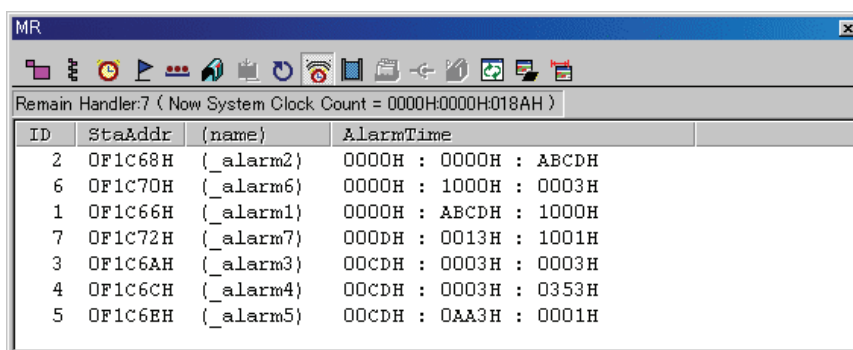 MR
Remain Handler:7 ( Now System Clock Count = 0000H:0000H:018AH )
ID StaAddr (name) AlarmTime
2 0F1C68H (_alarm2) 0000H : 0000H : ABCDH
6 0F1C70H (_alarm6) 0000H : 1000H : 0003H
1 0F1C66H (_alarm1) 0000H : ABCDH : 1000H
7 0F1C72H (_alarm7) 000DH : 0013H : 1001H
3 0F1C6AH (_alarm3) 00CDH : 0003H : 0003H
4 0F1C6CH (_alarm4) 00CDH : 0003H : 0353H
5 0F1C6EH (_alarm5) 00CDH : 0AA3H : 0001H